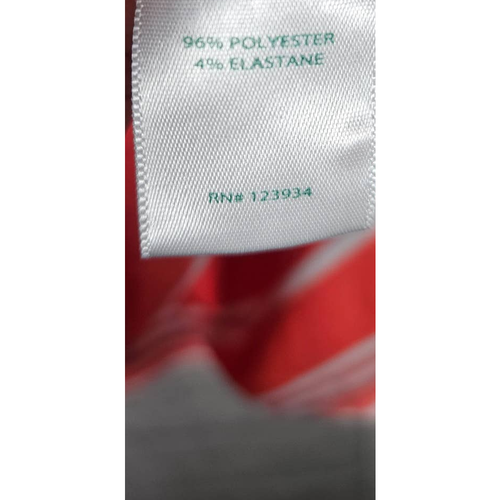 96% POLYESTER
4% ELASTANE
RN# 123934